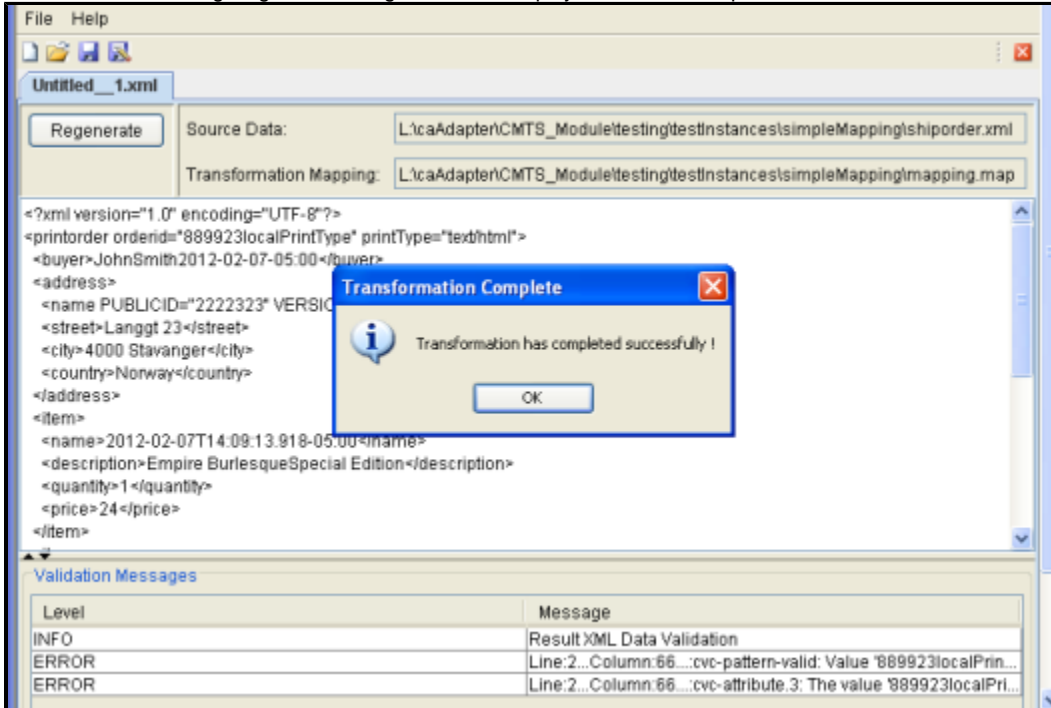 File Help
Untitled__1.xml
Regenerate
Source Data:
L:\caAdapter\CMTS_Module\testing\testInstances\simpleMapping\shiporder.xml
Transformation Mapping:
L:\caAdapter\CMTS_Module\testing\testInstances\simpleMapping\mapping.map
<?xml version="1.0" encoding="UTF-8"?>
<printorder orderid="889923localPrintType" printType="text/html">
<buyer>JohnSmith2012-02-07-05:00</buyer>
<address>
<name PUBLICID="2222323" VERSIO
<street>Langgt 23</street>
<city>4000 Stavanger</city>
<country>Norway</country>
</address>
<item>
<name>2012-02-07T14:09:13.918-05:00</name>
<description>Empire BurlesqueSpecial Edition</description>
<quantity>1</quantity>
<price>24</price>
</item>
Transformation Complete
Transformation has completed successfully !
OK
Validation Messages
Level Message
INFO Result XML Data Validation
ERROR Line:2...Column:66...:cvc-pattern-valid: Value '889923localPrin...
ERROR Line:2...Column:66...:cvc-attribute.3: The value '889923localPri...